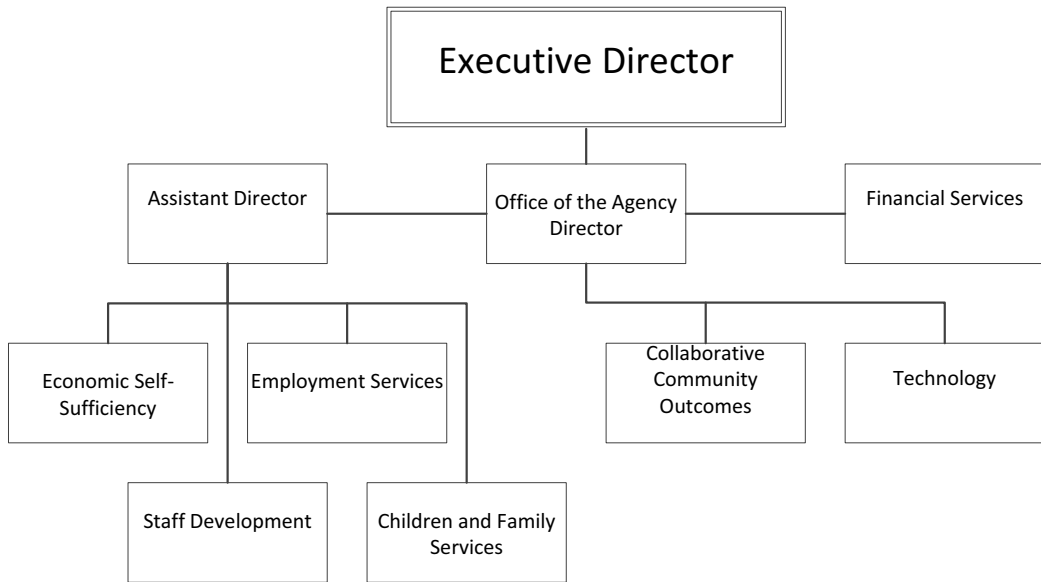 Executive Director
Assistant Director
Office of the Agency
Director
Financial Services
Economic Self-
Sufficiency
Employment Services
Collaborative
Community
Outcomes
Technology
Staff Development
Children and Family
Services